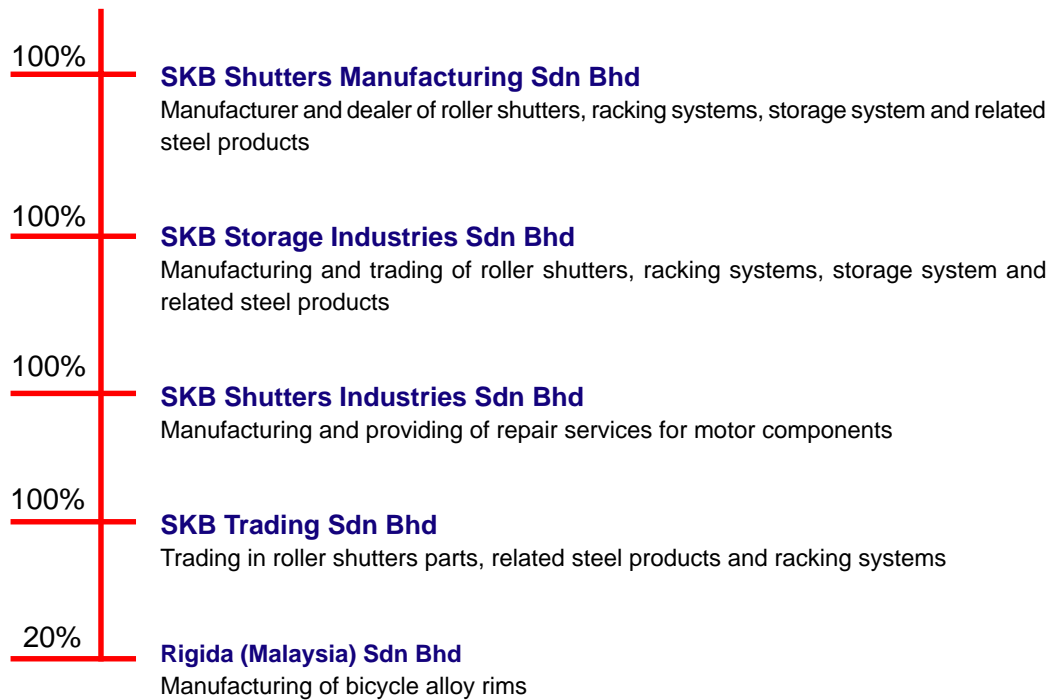 100%
SKB Shutters Manufacturing Sdn Bhd
Manufacturer and dealer of roller shutters, racking systems, storage system and related
steel products
100%
SKB Storage Industries Sdn Bhd
Manufacturing and trading of roller shutters, racking systems, storage system and
related steel products
100%
SKB Shutters Industries Sdn Bhd
Manufacturing and providing of repair services for motor components
100%
SKB Trading Sdn Bhd
Trading in roller shutters parts, related steel products and racking systems
20%
Rigida (Malaysia) Sdn Bhd
Manufacturing of bicycle alloy rims